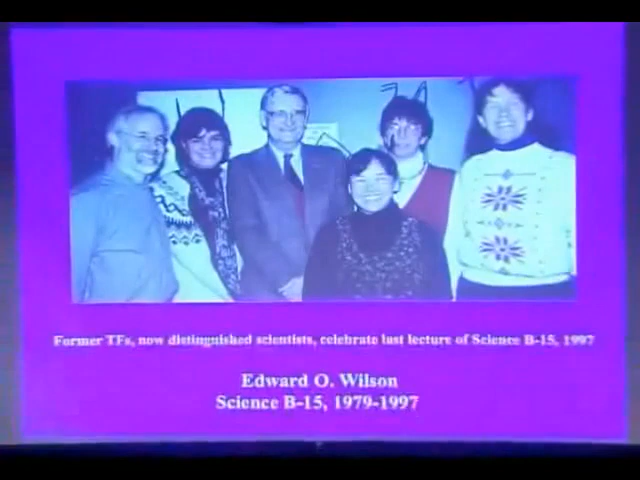 Former TFs, now distinguished scientists, celebrate last lecture of Science B-15, 1997
Edward O. Wilson
Science B-15, 1979-1997